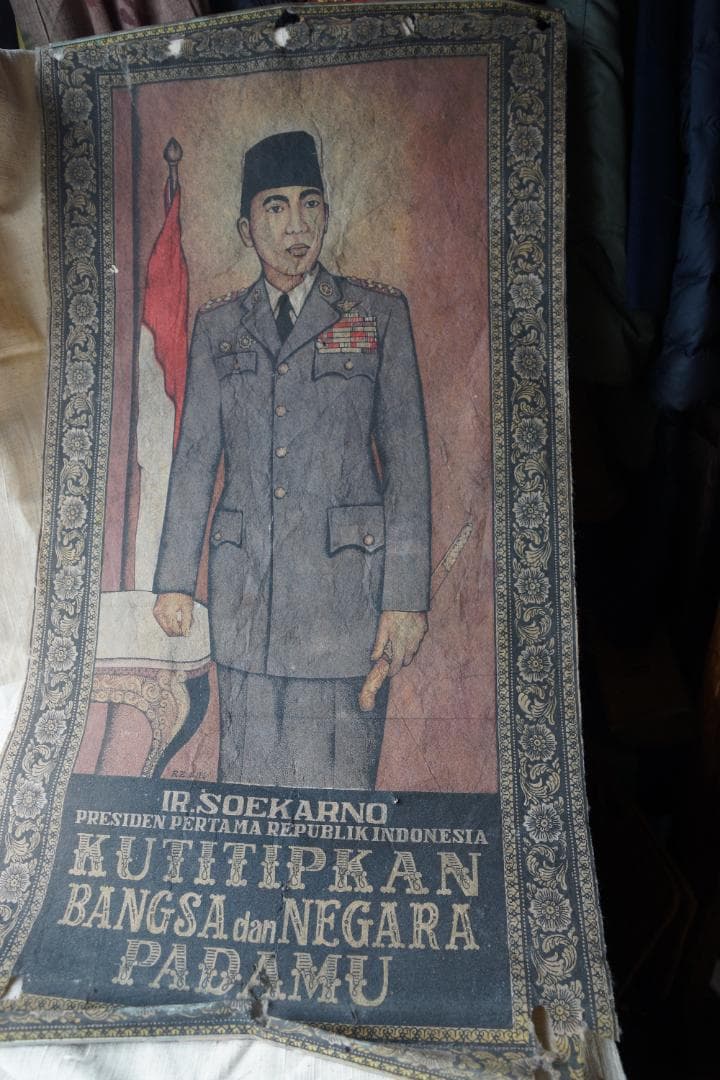 IR.SOEKARNO
PRESIDEN PERTAMA REPUBLIK INDONESIA
KUTITIPKAN
BANGSA dan NEGARA
PADAMU